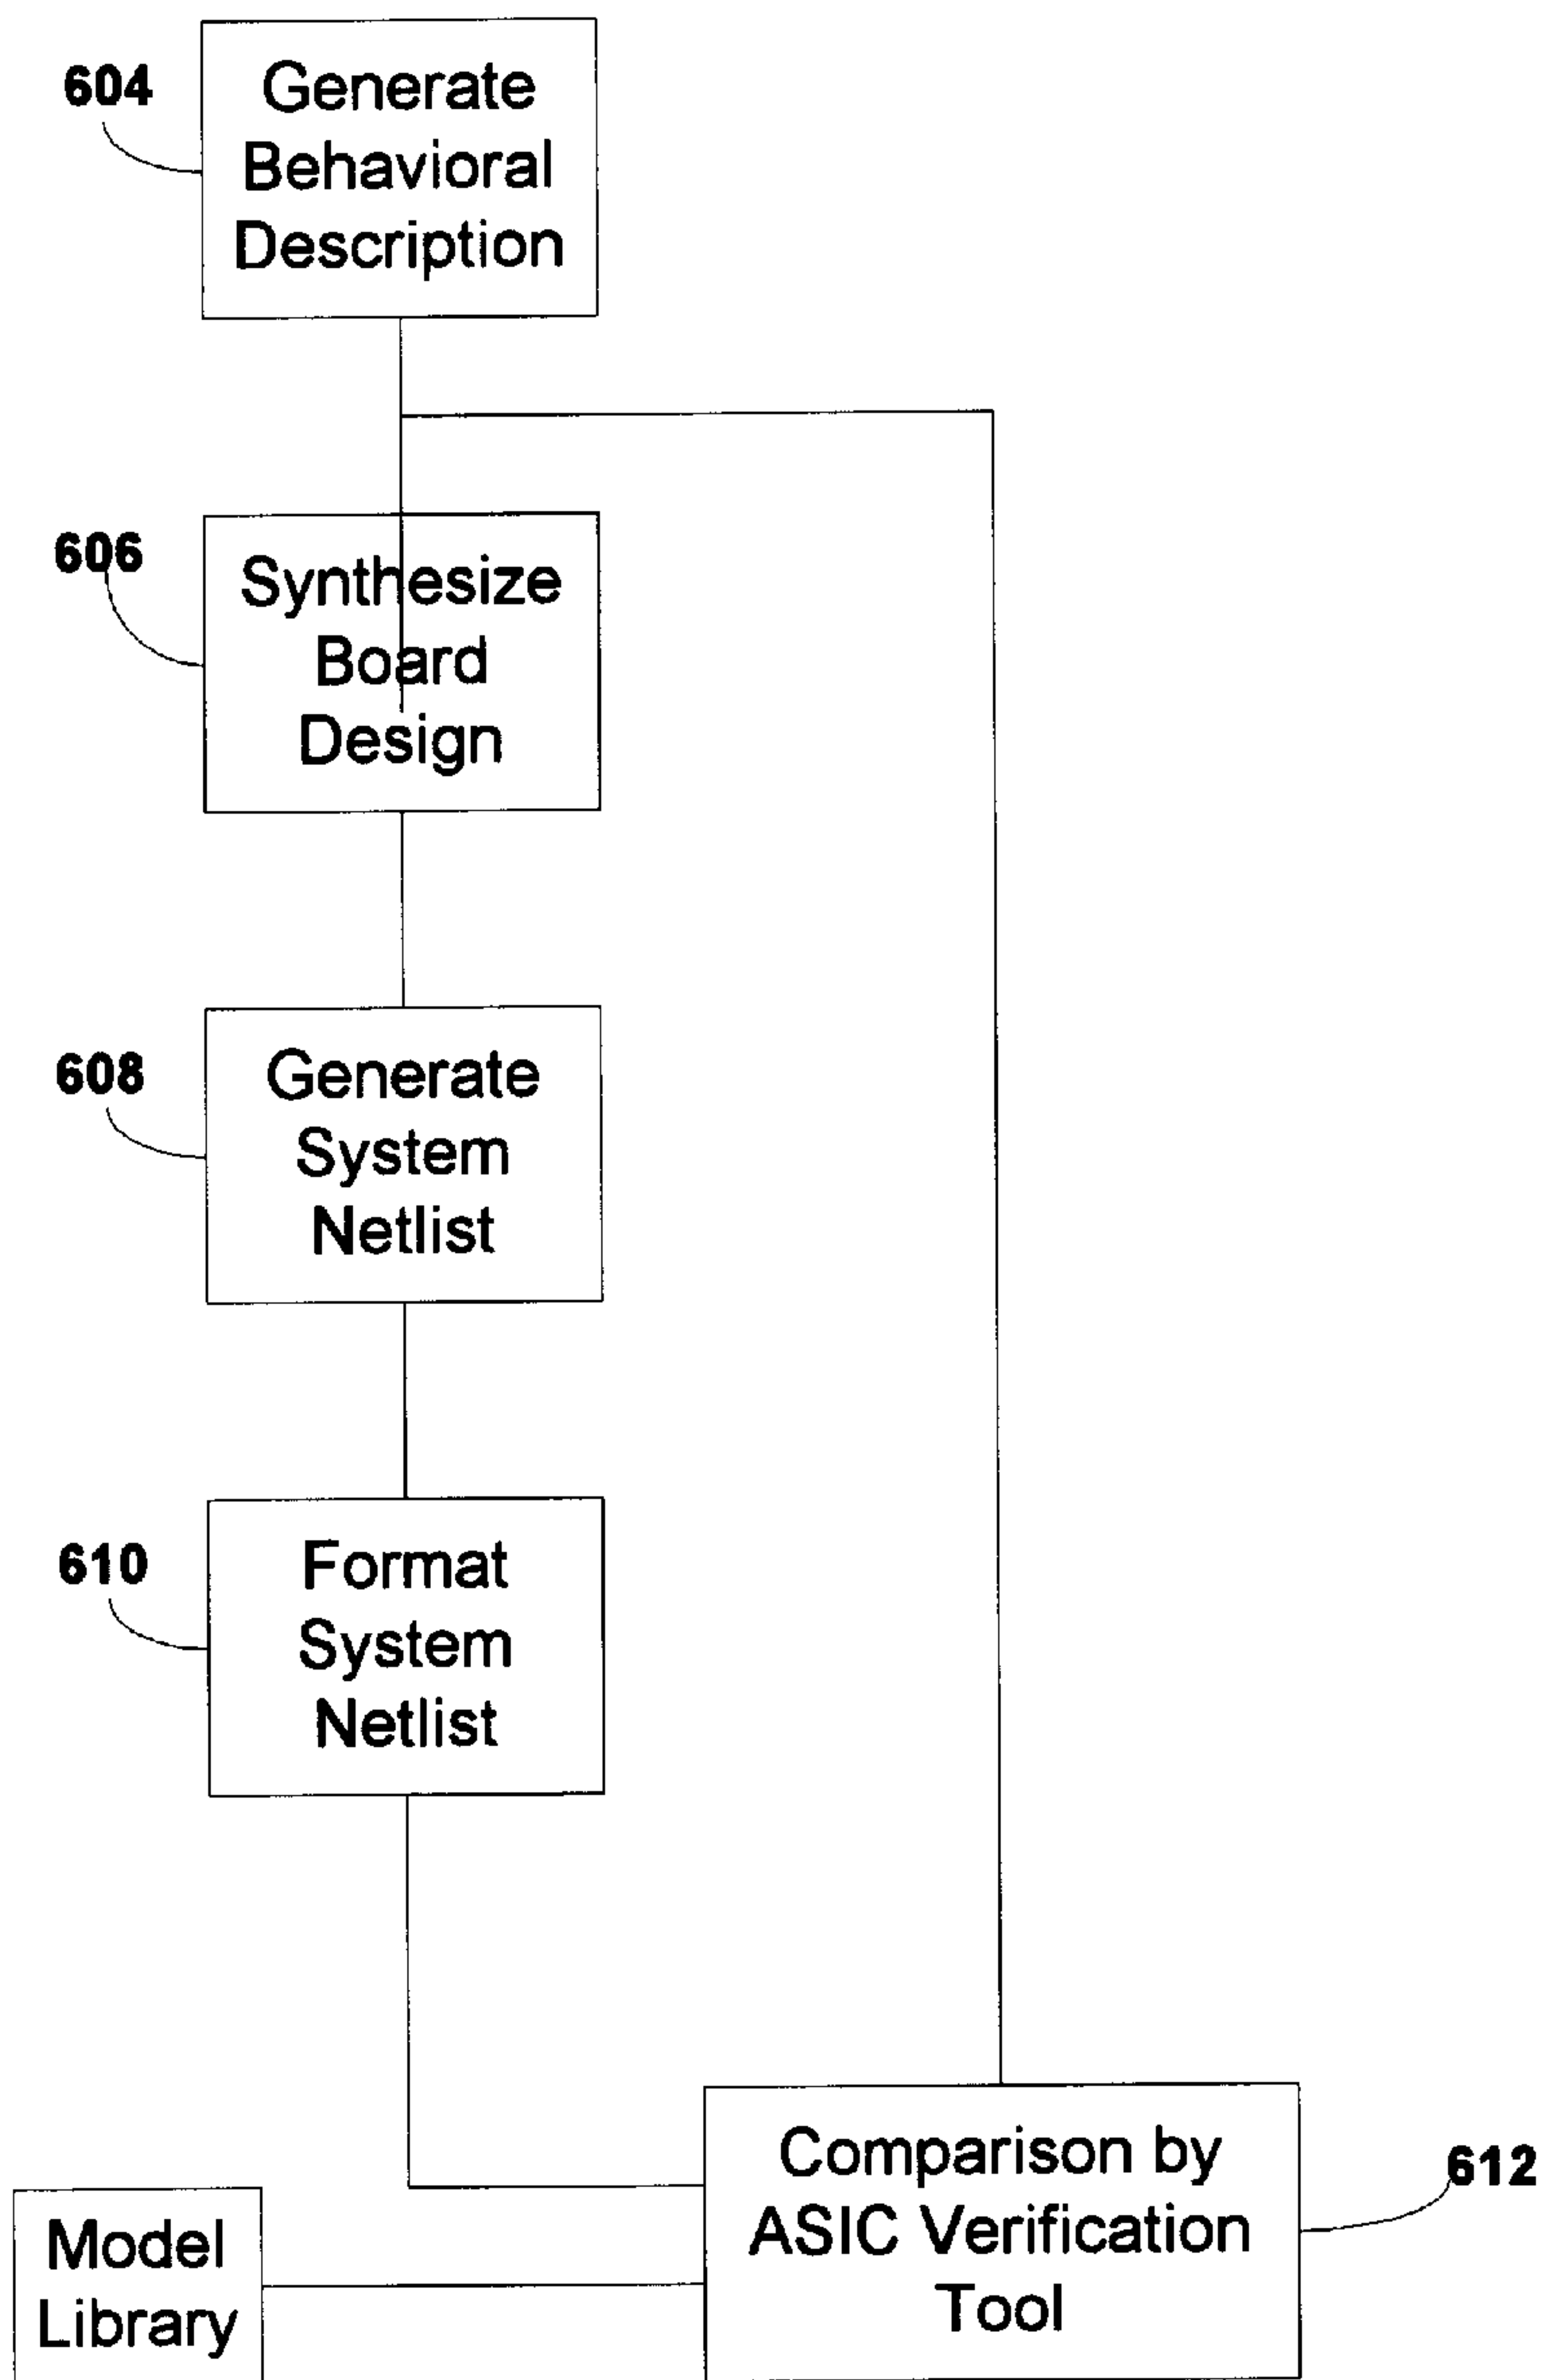 604
Generate
Behavioral
Description
606
Synthesize
Board
Design
608
Generate
System
Netlist
610
Format
System
Netlist
Comparison by
ASIC Verification
Tool
612
Model
Library